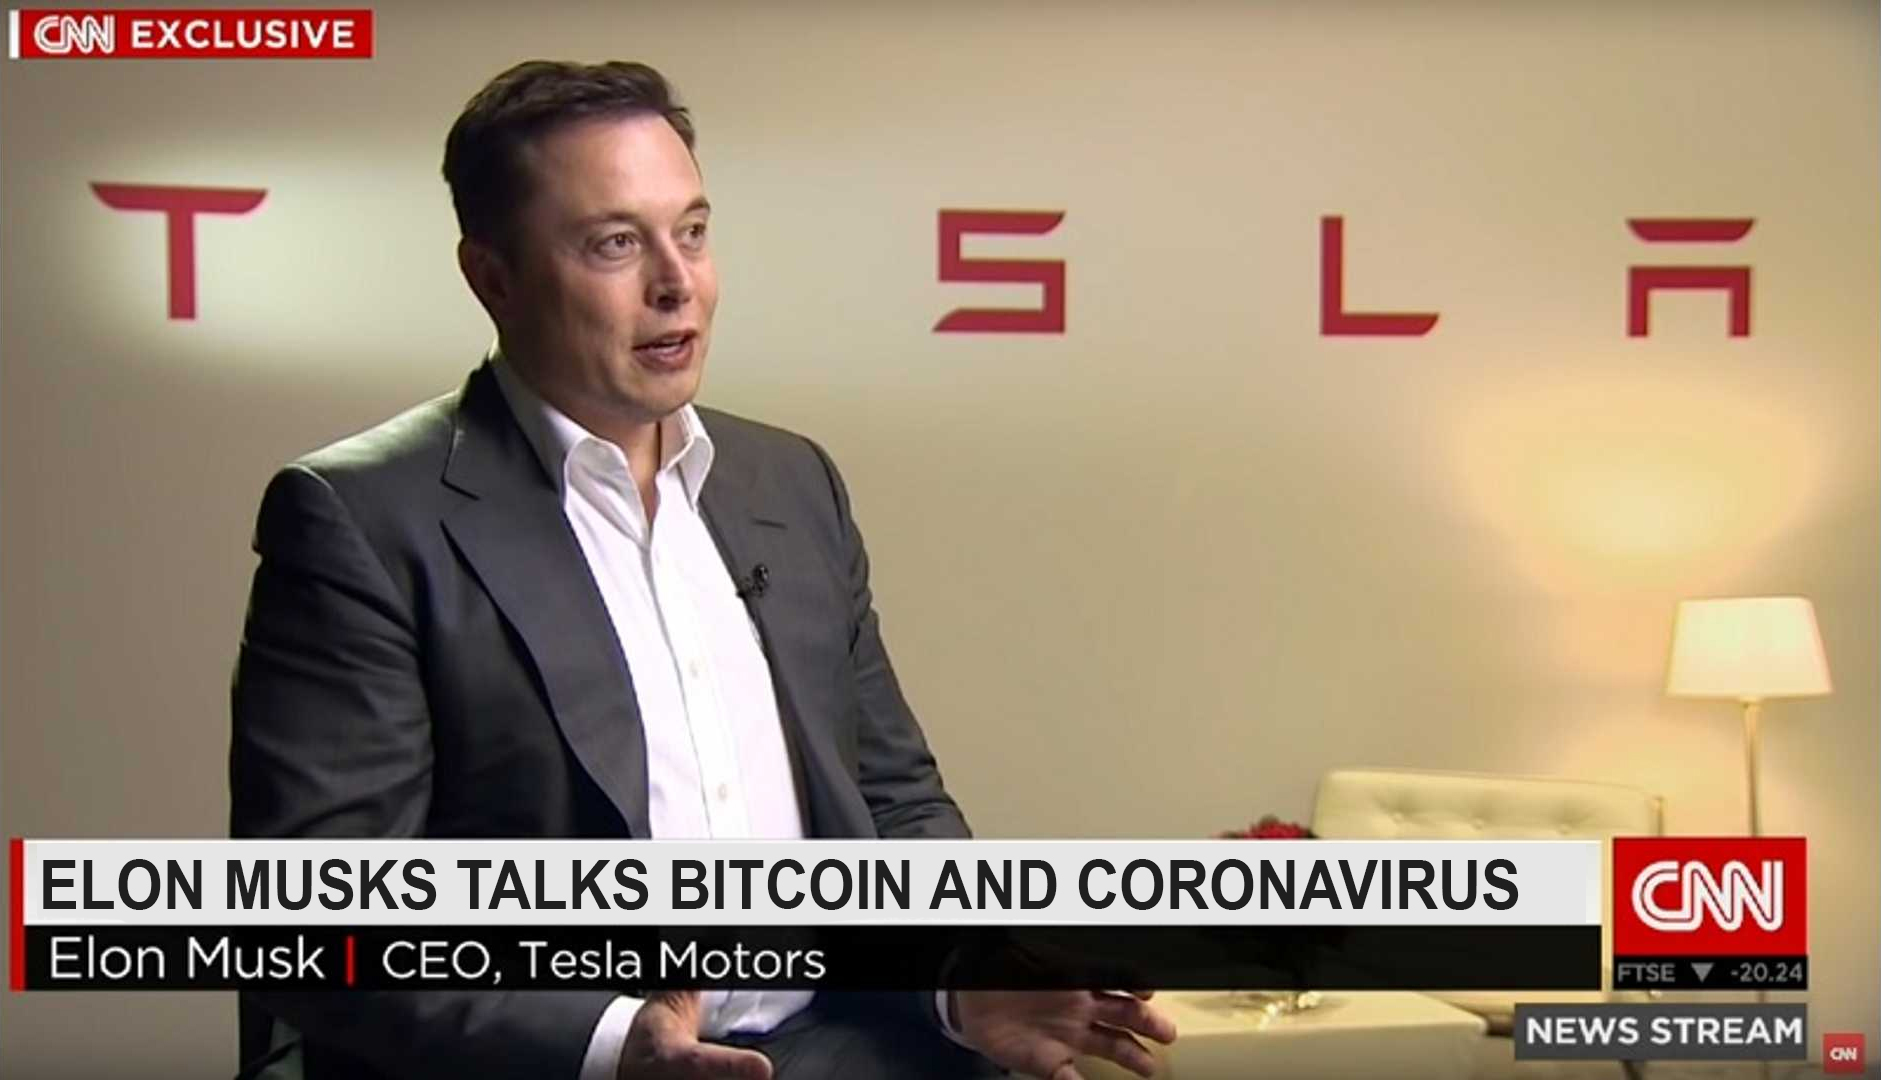 CNN EXCLUSIVE
T SLA
ELON MUSKS TALKS BITCOIN AND CORONAVIRUS
Elon Musk | CEO, Tesla Motors
CNN
FTSE ▼ -20.24
NEWS STREAM
CNN